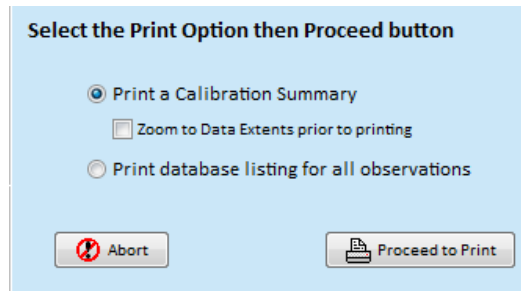 Select the Print Option then Proceed button
Print a Calibration Summary
Zoom to Data Extents prior to printing
Print database listing for all observations
Abort
Proceed to Print